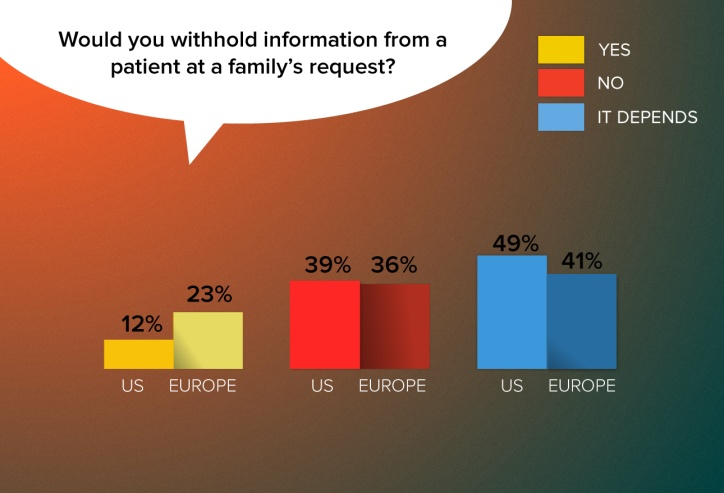 Would you withhold information from a
patient at a family's request?
YES
NO
IT DEPENDS
12%
23%
39%
36%
49%
41%
US
EUROPE
US
EUROPE
US
EUROPE